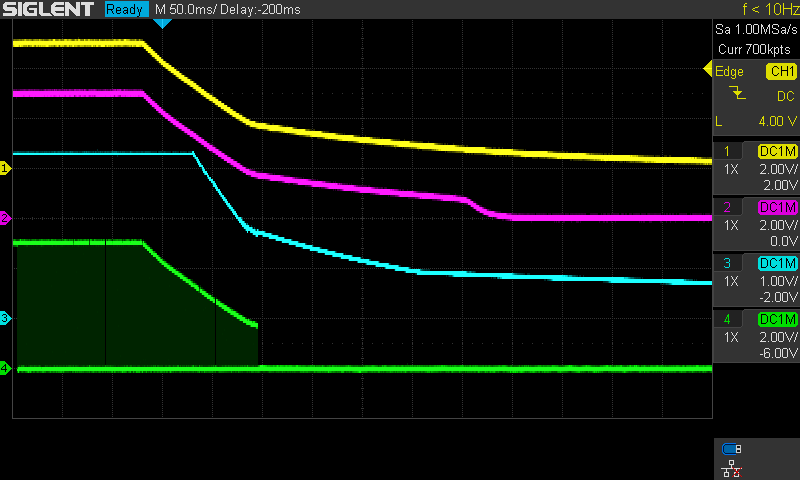 SIGLENT Ready M 50.0ms/ Delay:-200ms f < 10Hz
Sa 1.00MSa/s
Curr 700kpts
Edge CH1
DC
L 4.00 V
1 DC1M
1X 2.00V/
2.00V
2 DC1M
1X 2.00V/
0.0V
3 DC1M
1X 1.00V/
-2.00V
4 DC1M
1X 2.00V/
-6.00V
1
2
3
4